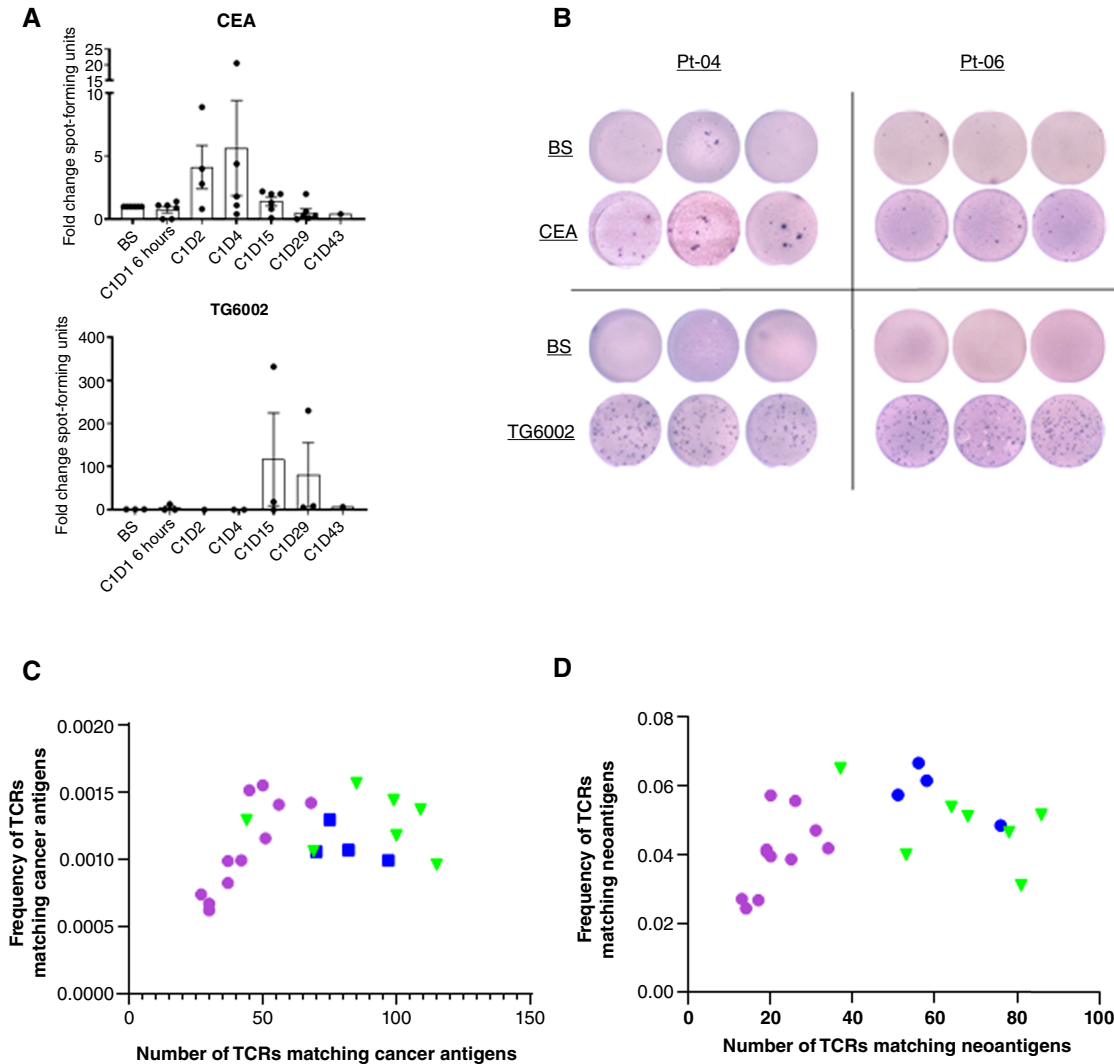 A
CEA
Fold change spot-forming units
25
20
15
10
5
0
BS
C1D1 6 hours
C1D2
C1D4
C1D15
C1D29
C1D43
TG6002
Fold change spot-forming units
400
300
200
100
0
BS
C1D1 6 hours
C1D2
C1D4
C1D15
C1D29
C1D43
B
Pt-04
Pt-06
BS
CEA
BS
TG6002
C
Frequency of TCRs
matching cancer antigens
0.0020
0.0015
0.0010
0.0005
0.0000
0
50
100
150
Number of TCRs matching cancer antigens
D
Frequency of TCRs
matching neoantigens
0.08
0.06
0.04
0.02
0.00
0
20
40
60
80
100
Number of TCRs matching neoantigens